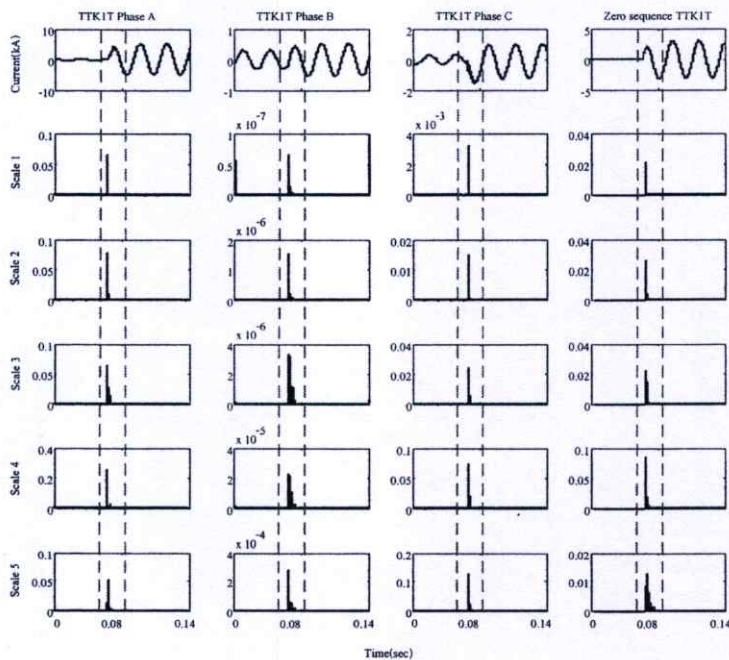 TTK1T Phase A TTK1T Phase B TTK1T Phase C Zero sequence TTK1T
Current(kA)
10 1 2 5
0 0 0 0
-10 -1 -2 -5
x 10^-7 x 10^-3
Scale 1
0.1 1 4 0.04
0.05 0.5 2 0.02
0 0 0 0
x 10^-6
Scale 2
0.1 2 0.02 0.04
0.05 1 0.01 0.02
0 0 0 0
x 10^-6
Scale 3
0.1 4 0.04 0.04
0.05 2 0.02 0.02
0 0 0 0
x 10^-5
Scale 4
0.4 4 0.1 0.1
0.2 2 0.05 0.05
0 0 0 0
x 10^-4
Scale 5
0.1 4 0.2 0.02
0.05 2 0.1 0.01
0 0 0 0
0 0.08 0.14 0 0.08 0.14 0 0.08 0.14 0 0.08 0.14
Time(sec)